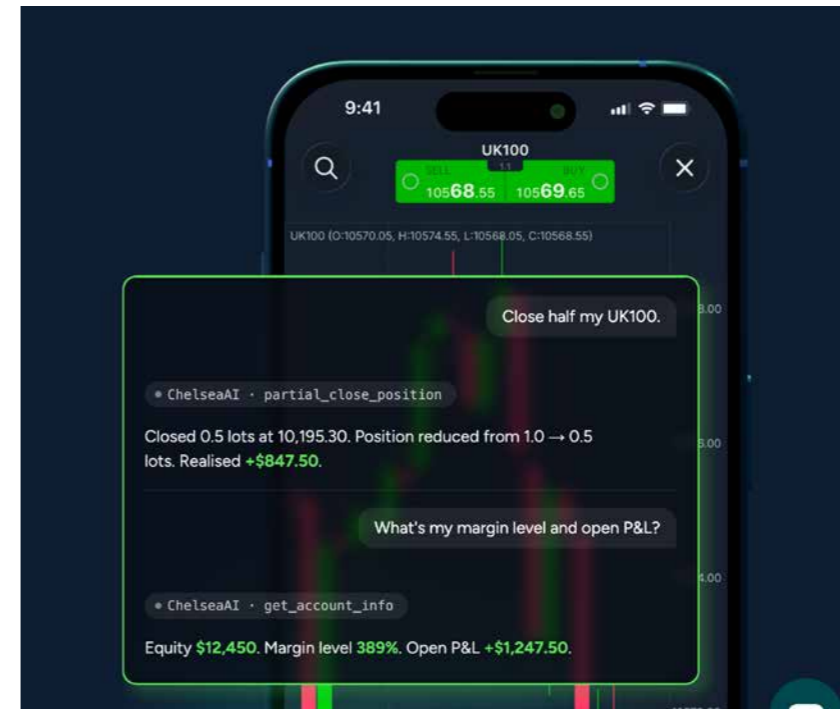 9:41
UK100
SELL
11
BUY
10568.55
10569.65
UK100 (O:10570.05, H:10574.55, L:10568.05, C:10568.55)
Close half my UK100.
ChelseaAI · partial_close_position
Closed 0.5 lots at 10,195.30. Position reduced from 1.0 → 0.5
lots. Realised +$847.50.
What's my margin level and open P&L?
ChelseaAI · get_account_info
Equity $12,450. Margin level 389%. Open P&L +$1,247.50.